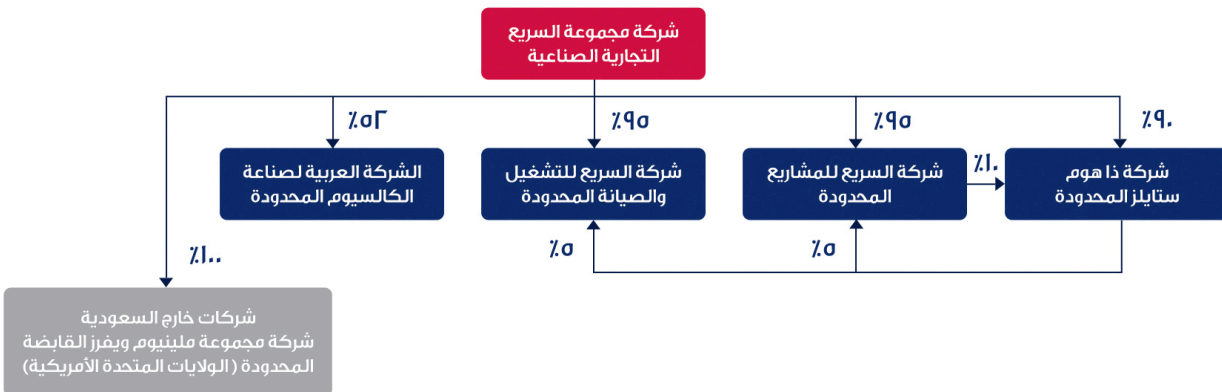 شركة مجموعة السريع
التجارية الصناعية
٪٩٠
٪٩٥
٪٩٥
٪٥٢
شركة ذا هوم
ستايلز المحدودة
٪١٠
شركة السريع للمشاريع
المحدودة
شركة السريع للتشغيل
والصيانة المحدودة
الشركة العربية لصناعة
الكالسيوم المحدودة
٪٥
٪٥
٪١٠٠
شركات خارج السعودية
شركة مجموعة ملينيوم ويفرز القابضة
المحدودة (الولايات المتحدة الأمريكية)